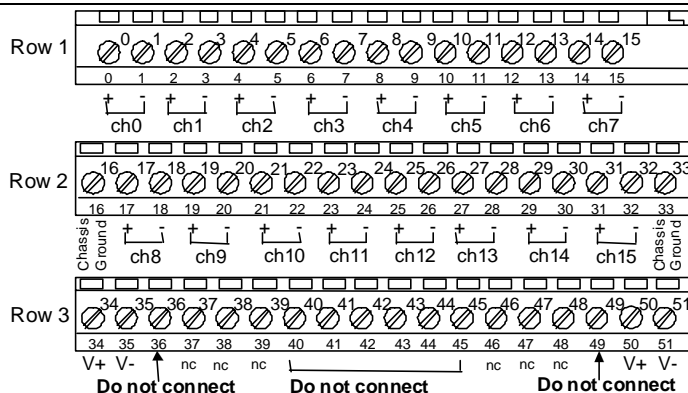 Row 1
0 1 2 3 4 5 6 7 8 9 10 11 12 13 14 15
0 1 2 3 4 5 6 7 8 9 10 11 12 13 14 15
+ - + - + - + - + - + - + - + -
ch0 ch1 ch2 ch3 ch4 ch5 ch6 ch7
Row 2
16 17 18 19 20 21 22 23 24 25 26 27 28 29 30 31 32 33
16 17 18 19 20 21 22 23 24 25 26 27 28 29 30 31 32 33
Chassis Ground
+ - + - + - + - + - + - + - + -
ch8 ch9 ch10 ch11 ch12 ch13 ch14 ch15
Chassis Ground
Row 3
34 35 36 37 38 39 40 41 42 43 44 45 46 47 48 49 50 51
34 35 36 37 38 39 40 41 42 43 44 45 46 47 48 49 50 51
V+ V- nc nc nc nc nc nc V+ V-
Do not connect Do not connect Do not connect